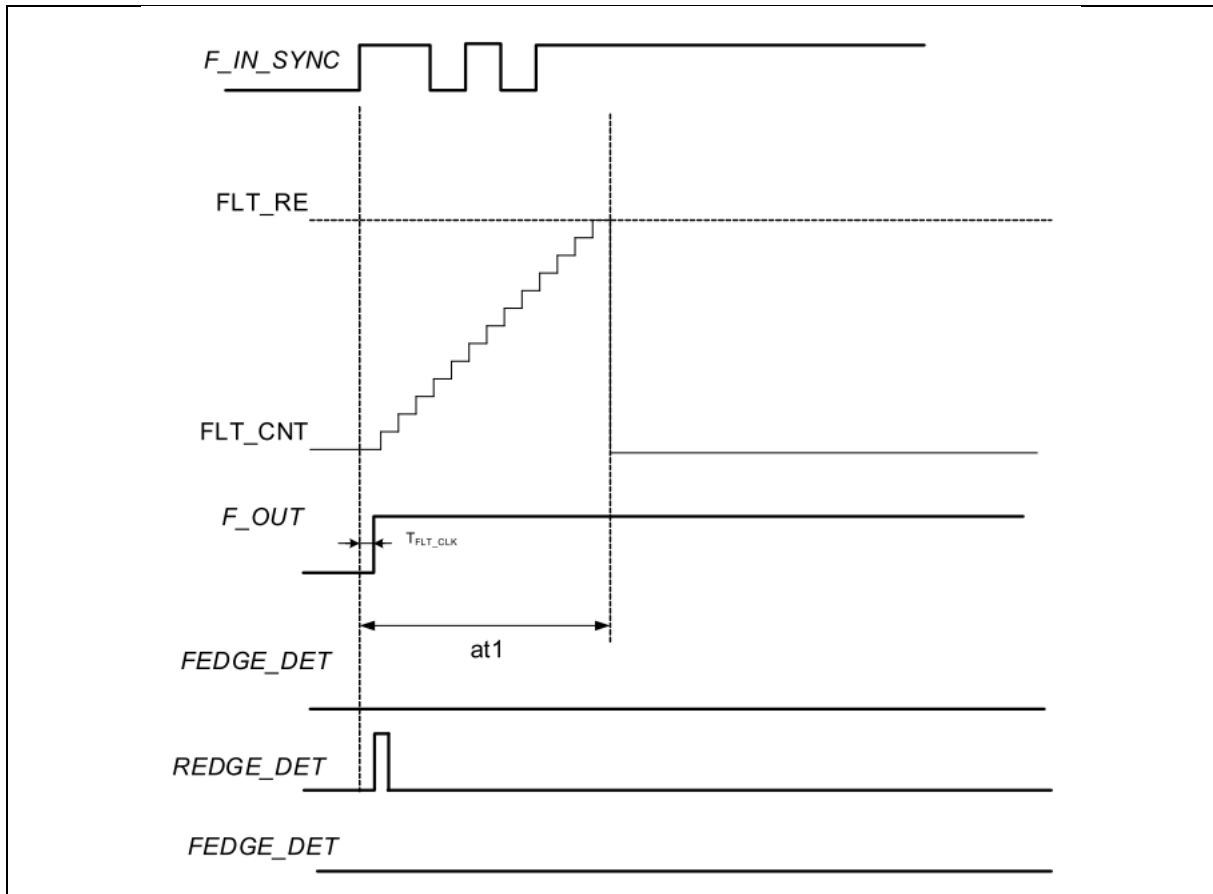 F_IN_SYNC
FLT_RE
FLT_CNT
F_OUT
TFLT_CLK
at1
FEDGE_DET
REDGE_DET
FEDGE_DET